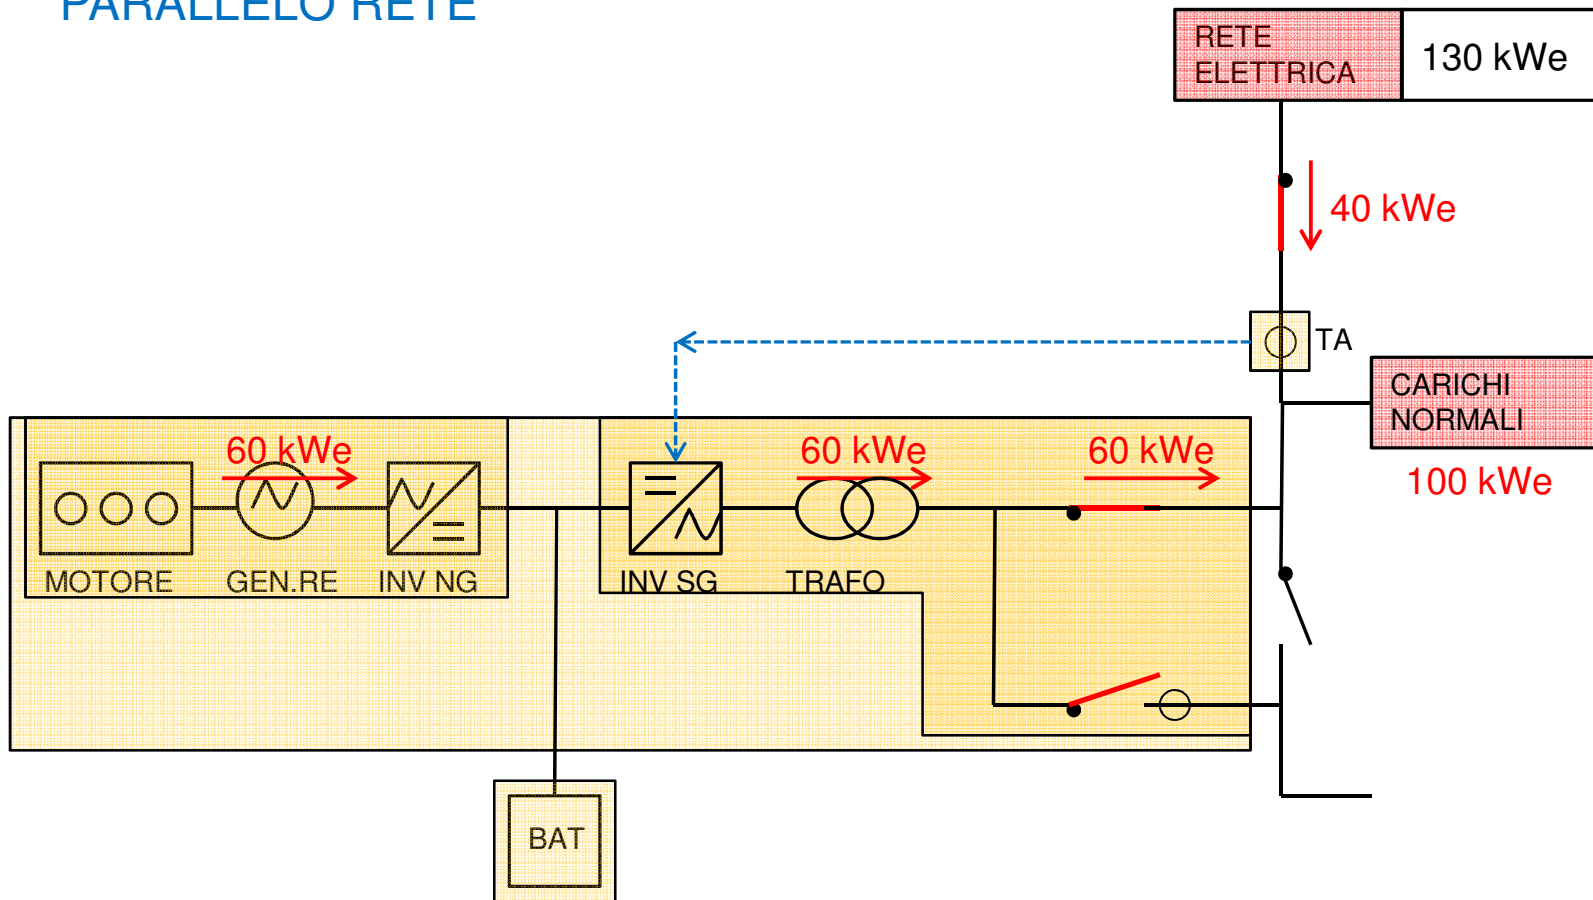 PARALLELO RETE
RETE
ELETTRICA
130 kWe
40 kWe
TA
CARICHI
NORMALI
100 kWe
60 kWe
60 kWe
60 kWe
MOTORE
GEN.RE
INV NG
INV SG
TRAFO
BAT